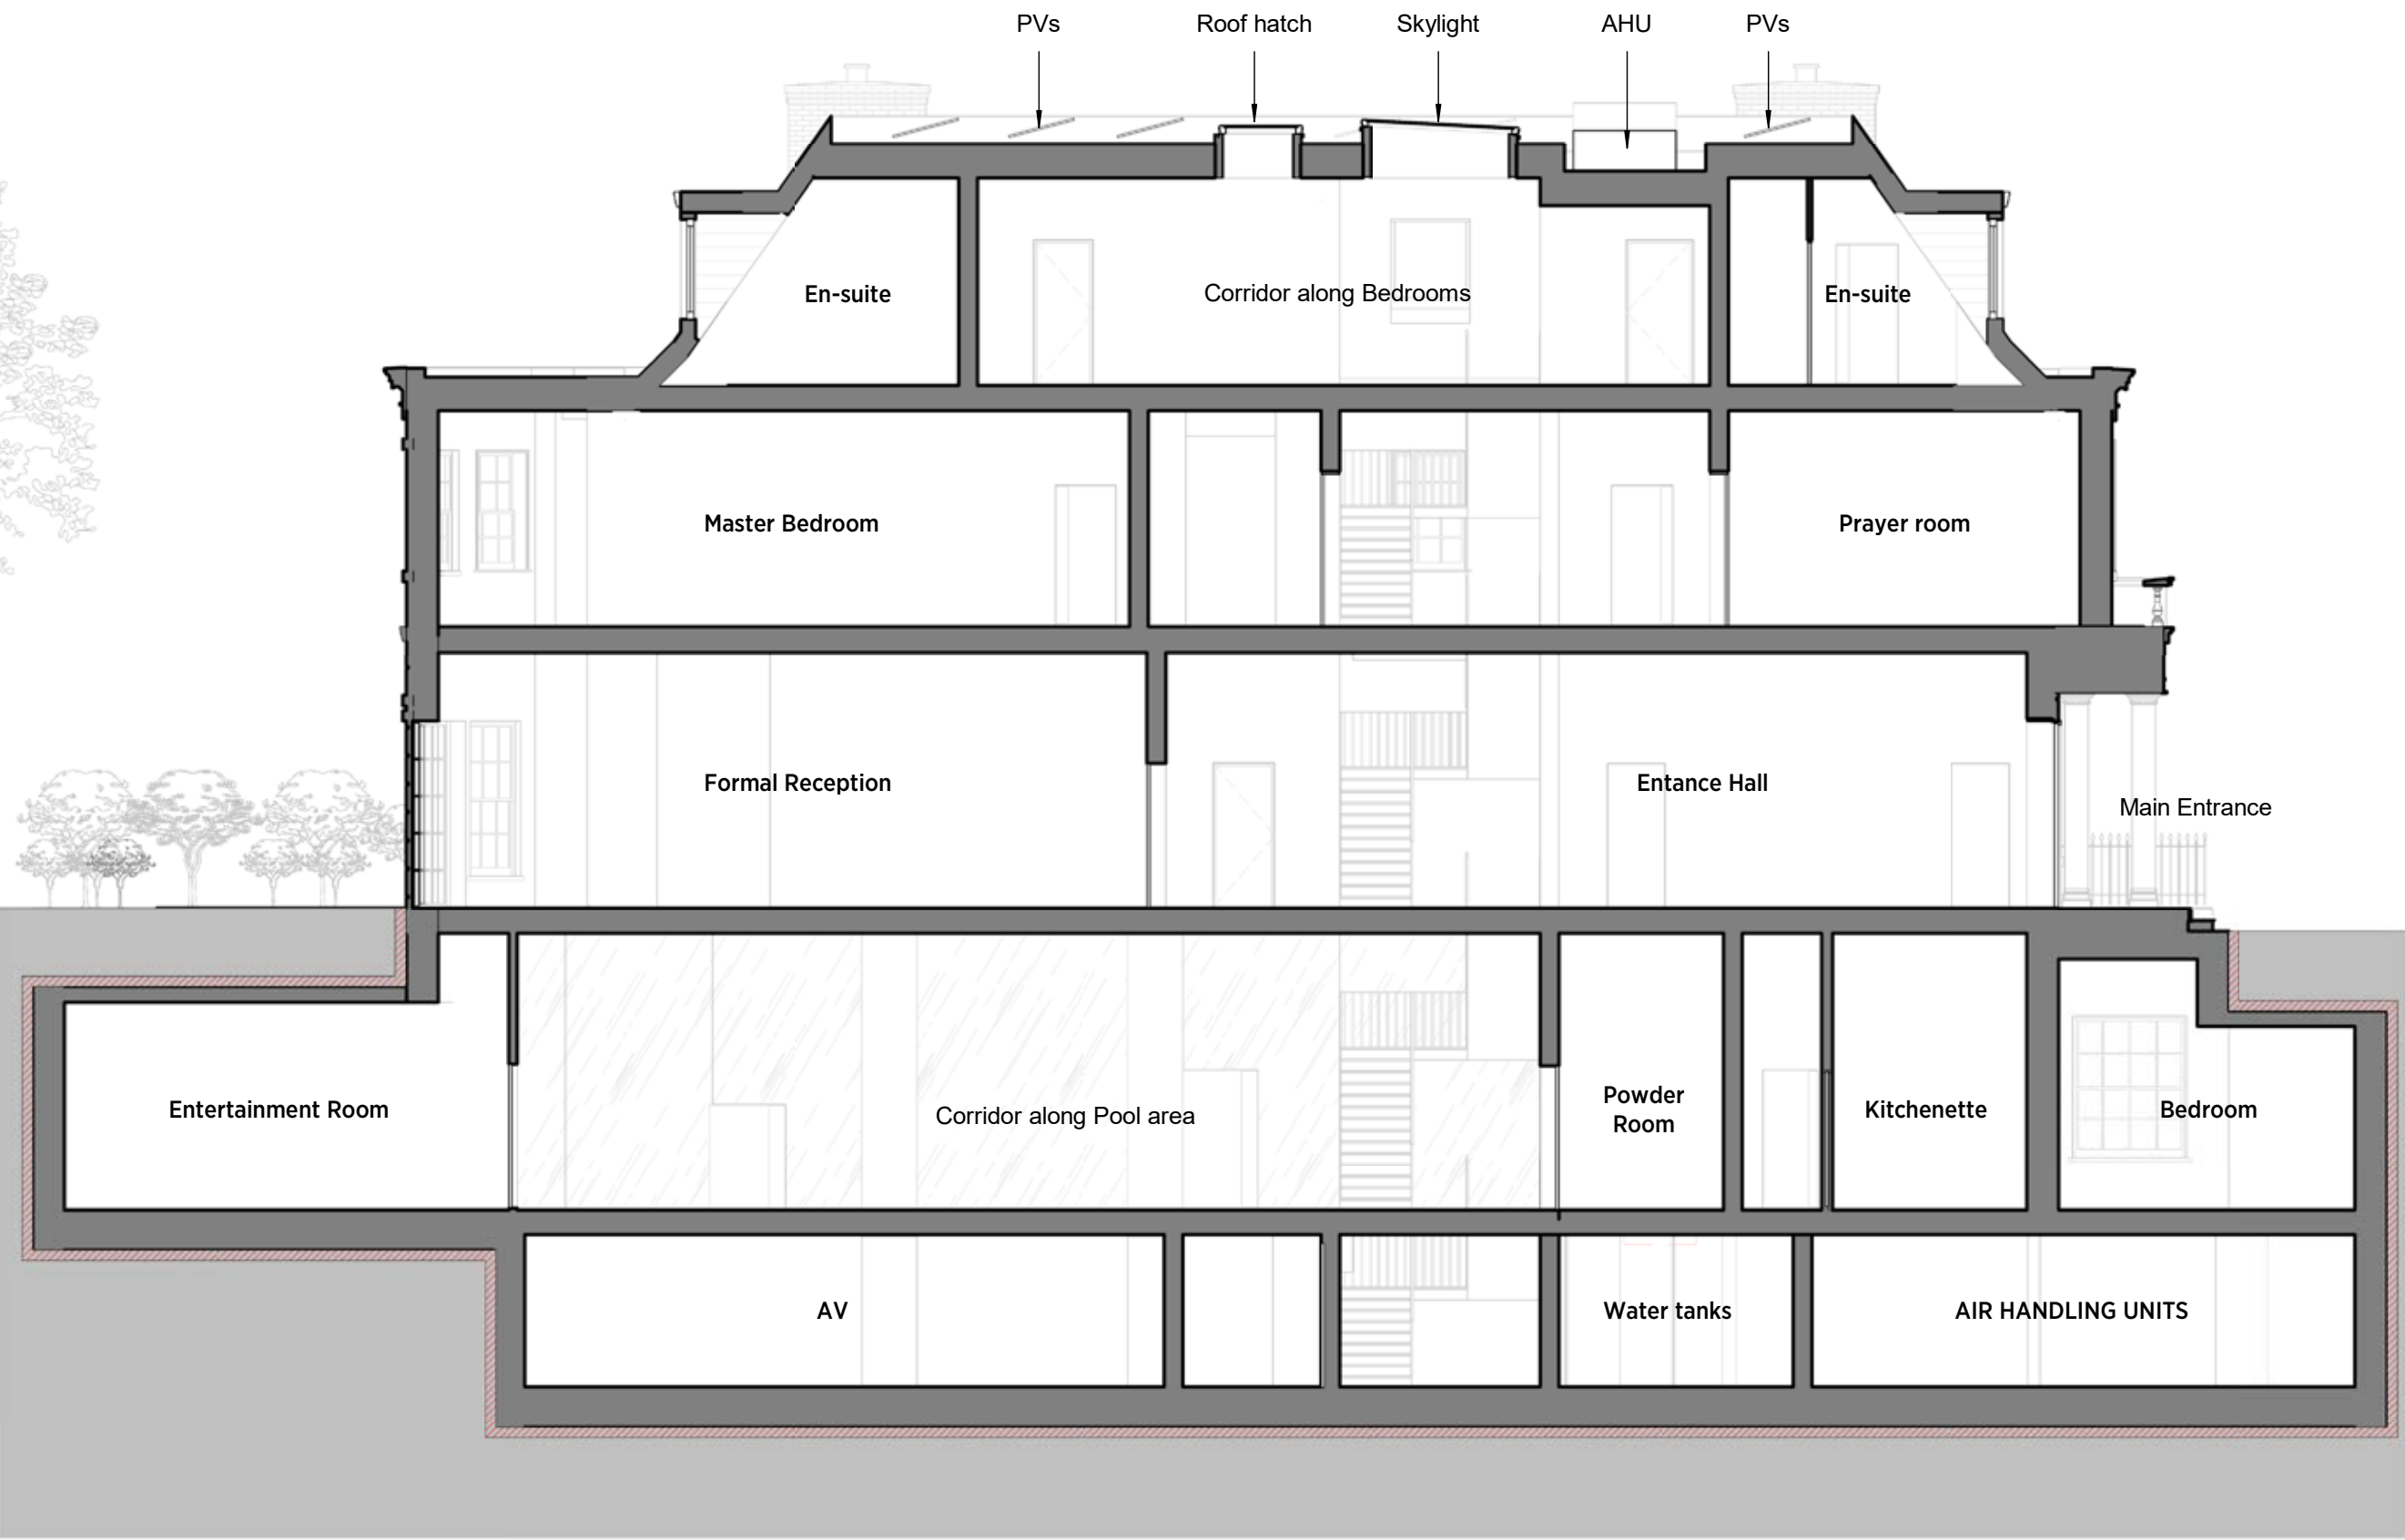 PVs
Roof hatch
Skylight
AHU
PVs
En-suite
Corridor along Bedrooms
En-suite
Master Bedroom
Prayer room
Formal Reception
Entance Hall
Main Entrance
Entertainment Room
Corridor along Pool area
Powder
Room
Kitchenette
Bedroom
AV
Water tanks
AIR HANDLING UNITS